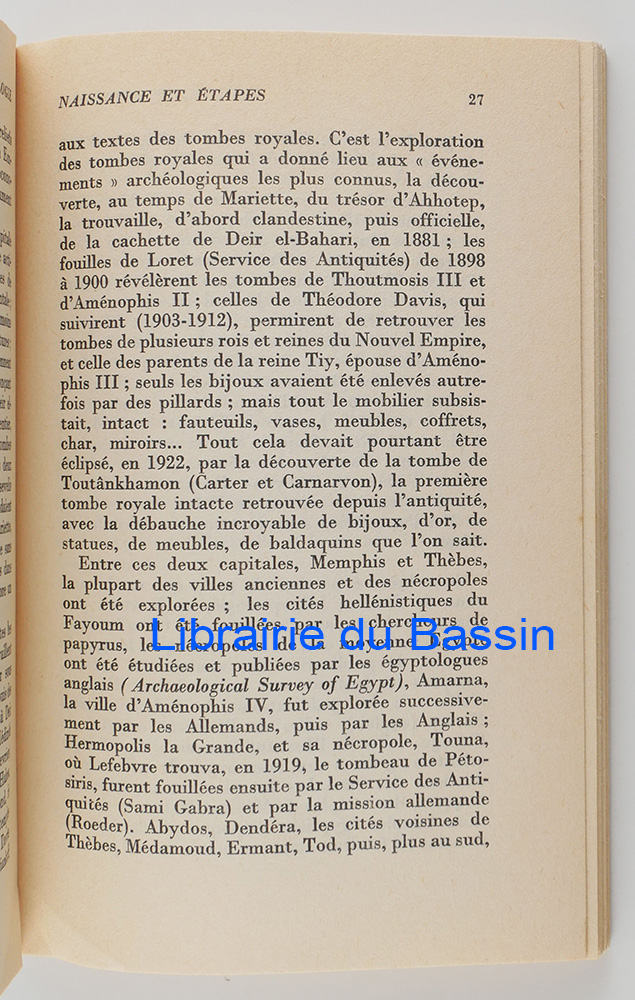 NAISSANCE ET ÉTAPES 27
aux textes des tombes royales. C'est l'exploration
des tombes royales qui a donné lieu aux « événe-
ments » archéologiques les plus connus, la décou-
verte, au temps de Mariette, du trésor d'Ahhotep,
la trouvaille, d'abord clandestine, puis officielle,
de la cachette de Deir el-Bahari, en 1881 ; les
fouilles de Loret (Service des Antiquités) de 1898
à 1900 révélèrent les tombes de Thoutmosis III et
d'Aménophis II ; celles de Théodore Davis, qui
suivirent (1903-1912), permirent de retrouver les
tombes de plusieurs rois et reines du Nouvel Empire,
et celle des parents de la reine Tiy, épouse d'Améno-
phis III ; seuls les bijoux avaient été enlevés autre-
fois par des pillards ; mais tout le mobilier subsis-
tait, intact : fauteuils, vases, meubles, coffrets,
char, miroirs... Tout cela devait pourtant être
éclipsé, en 1922, par la découverte de la tombe de
Toutânkhamon (Carter et Carnarvon), la première
tombe royale intacte retrouvée depuis l'antiquité,
avec la débauche incroyable de bijoux, d'or, de
statues, de meubles, de baldaquins que l'on sait.
Entre ces deux capitales, Memphis et Thèbes,
la plupart des villes anciennes et des nécropoles
ont été explorées ; les cités hellénistiques du
Fayoum ont été fouillées par les chercheurs de
papyrus, les nécropoles de la moyenne Égypte
Librairie du Bassin
ont été étudiées et publiées par les égyptologues
anglais (Archaeological Survey of Egypt), Amarna,
la ville d'Aménophis IV, fut explorée successive-
ment par les Allemands, puis par les Anglais ;
Hermopolis la Grande, et sa nécropole, Touna,
où Lefebvre trouva, en 1919, le tombeau de Péto-
siris, furent fouillées ensuite par le Service des Anti-
quités (Sami Gabra) et par la mission allemande
(Roeder). Abydos, Dendéra, les cités voisines de
Thèbes, Médamoud, Ermant, Tod, puis, plus au sud,